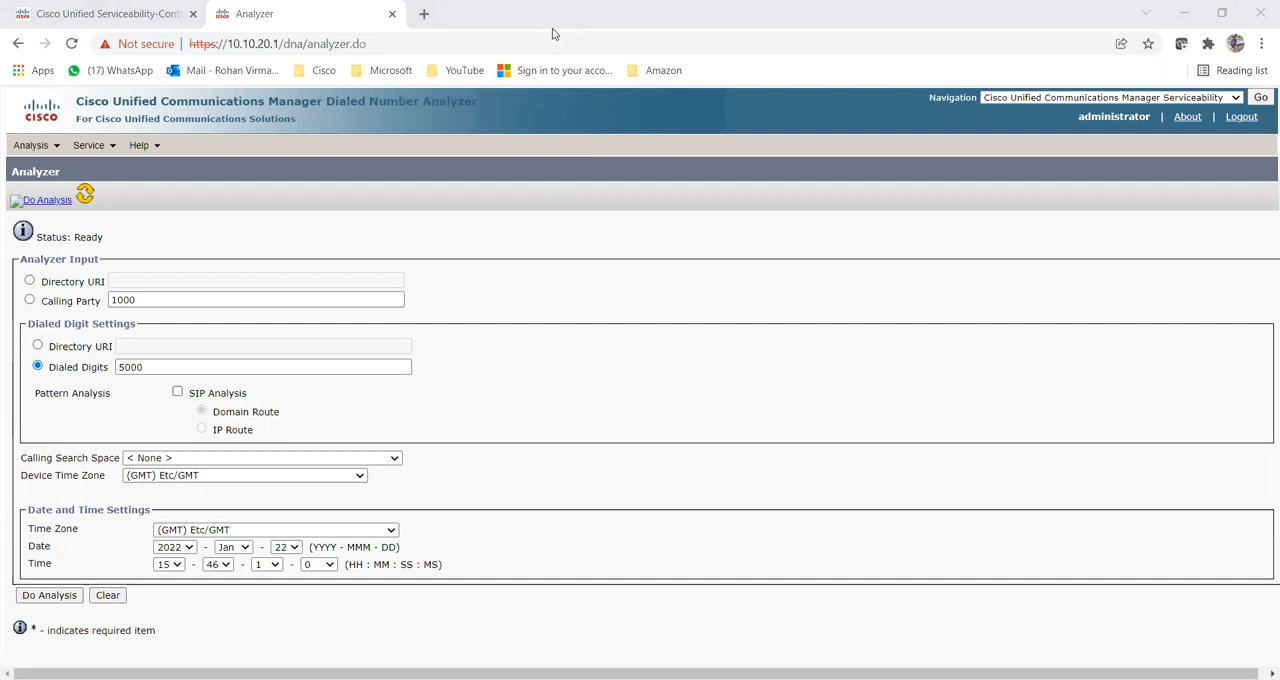 Cisco Unified Serviceability-Conte
Analyzer
Not secure | https://10.10.20.1/dna/analyzer.do
Apps (17) WhatsApp Mail - Rohan Virma... Cisco Microsoft YouTube Sign in to your acco... Amazon Reading list
Cisco Unified Communications Manager Dialed Number Analyzer
For Cisco Unified Communications Solutions
CISCO
Navigation Cisco Unified Communications Manager Serviceability Go
administrator | About | Logout
Analysis Service Help
Analyzer
Do Analysis
Status: Ready
Analyzer Input
Directory URI
Calling Party 1000
Dialed Digit Settings
Directory URI
Dialed Digits 5000
Pattern Analysis SIP Analysis
Domain Route
IP Route
Calling Search Space < None >
Device Time Zone (GMT) Etc/GMT
Date and Time Settings
Time Zone (GMT) Etc/GMT
Date 2022 - Jan - 22 (YYYY - MMM - DD)
Time 15 - 46 - 1 - 0 (HH : MM : SS : MS)
Do Analysis Clear
* - indicates required item